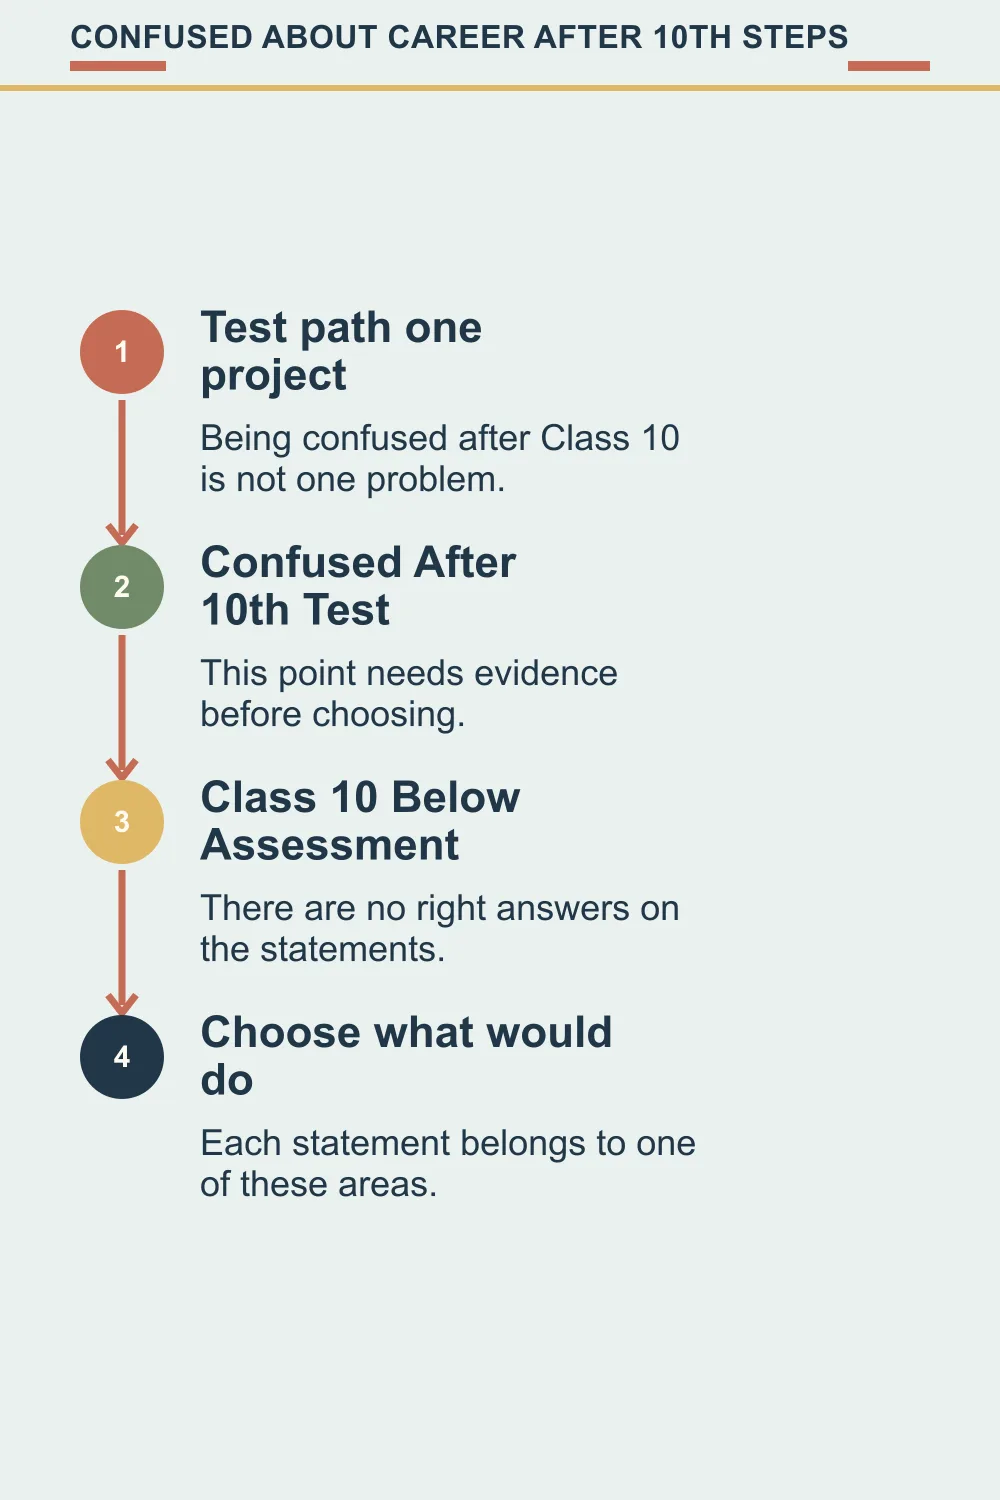 CONFUSED ABOUT CAREER AFTER 10TH STEPS
1
Test path one
project
Being confused after Class 10
is not one problem.
2
Confused After
10th Test
This point needs evidence
before choosing.
3
Class 10 Below
Assessment
There are no right answers on
the statements.
4
Choose what would
do
Each statement belongs to one
of these areas.